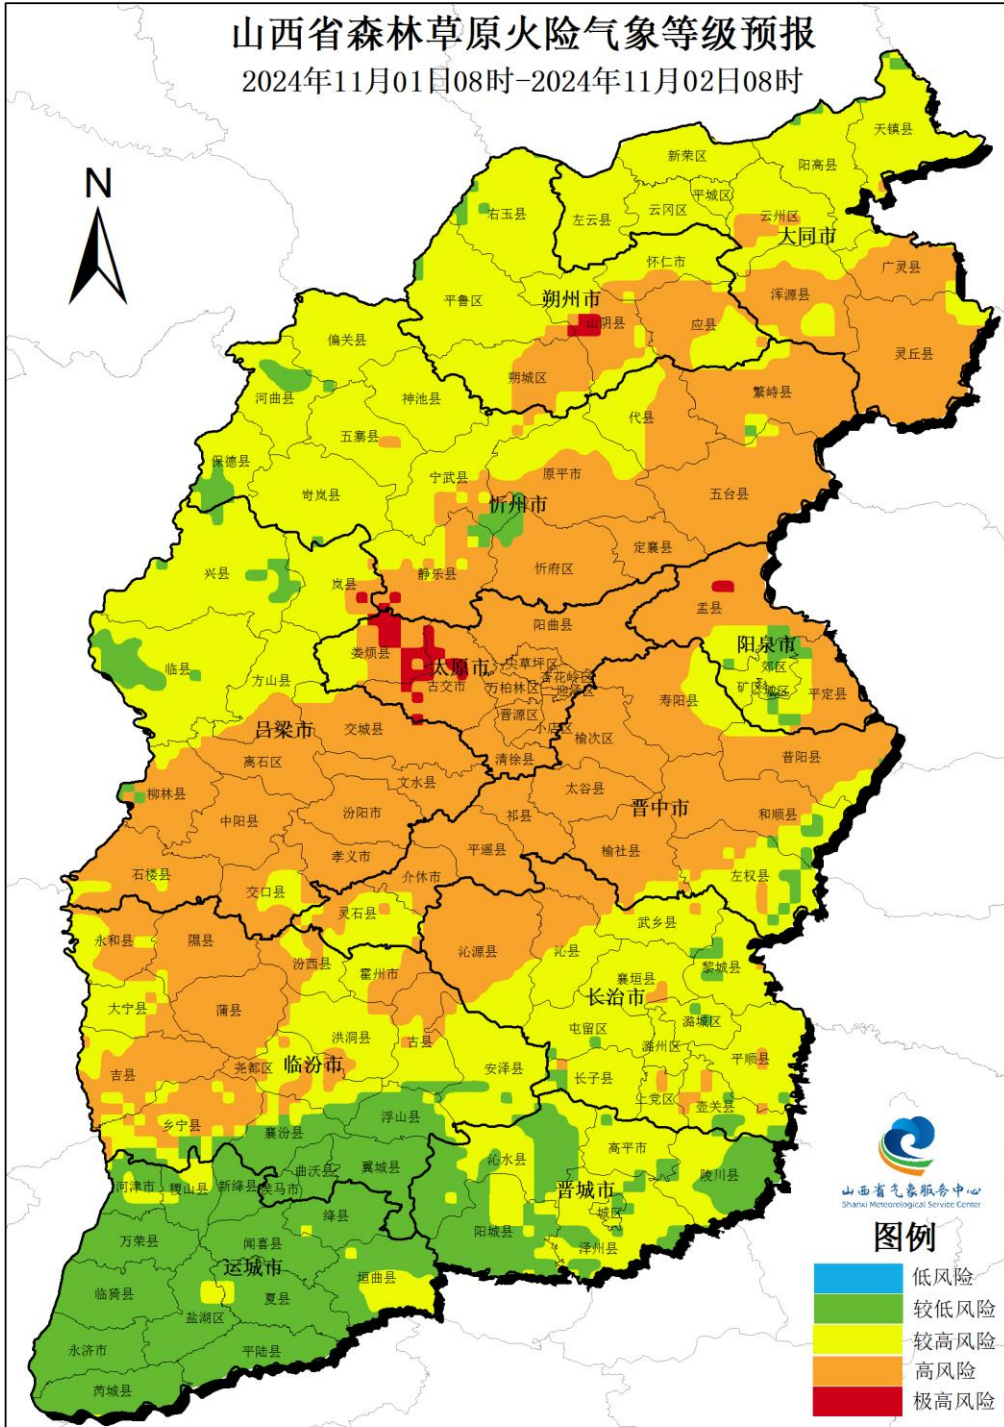 山西省森林草原火险气象等级预报
2024年11月01日08时-2024年11月02日08时
N
天镇县
新荣区
阳高县
平城区
右玉县
左云县
云冈区
云州区
大同市
怀仁市
广灵县
平鲁区
朔州市
浑源县
山阴县
应县
偏关县
灵丘县
朔城区
繁峙县
河曲县
神池县
代县
五寨县
保德县
宁武县
原平市
岢岚县
五台县
忻州市
定襄县
兴县
静乐县
忻府区
岚县
盂县
阳曲县
娄烦县
阳泉市
临县
太原市
尖草坪区
杏花岭区
郊区
方山县
古交市
万柏林区
迎泽区
矿区
城区
平定县
寿阳县
晋源区
吕梁市
交城县
小店区
榆次区
离石区
清徐县
昔阳县
文水县
太谷县
柳林县
晋中市
中阳县
汾阳市
祁县
和顺县
孝义市
平遥县
榆社县
石楼县
介休市
左权县
交口县
灵石县
武乡县
永和县
隰县
沁源县
沁县
汾西县
霍州市
黎城县
襄垣县
长治市
大宁县
蒲县
潞城区
屯留区
洪洞县
古县
潞州区
临汾市
尧都区
安泽县
平顺县
吉县
长子县
上党区
壶关县
乡宁县
浮山县
襄汾县
高平市
沁水县
曲沃县
翼城县
陵川县
河津市
稷山县
新绛县
侯马市
晋城市
城区
绛县
阳城县
万荣县
闻喜县
泽州县
运城市
垣曲县
临猗县
夏县
盐湖区
永济市
平陆县
芮城县
山西省气象服务中心
Shanxi Meteorological Service Center
图例
低风险
较低风险
较高风险
高风险
极高风险